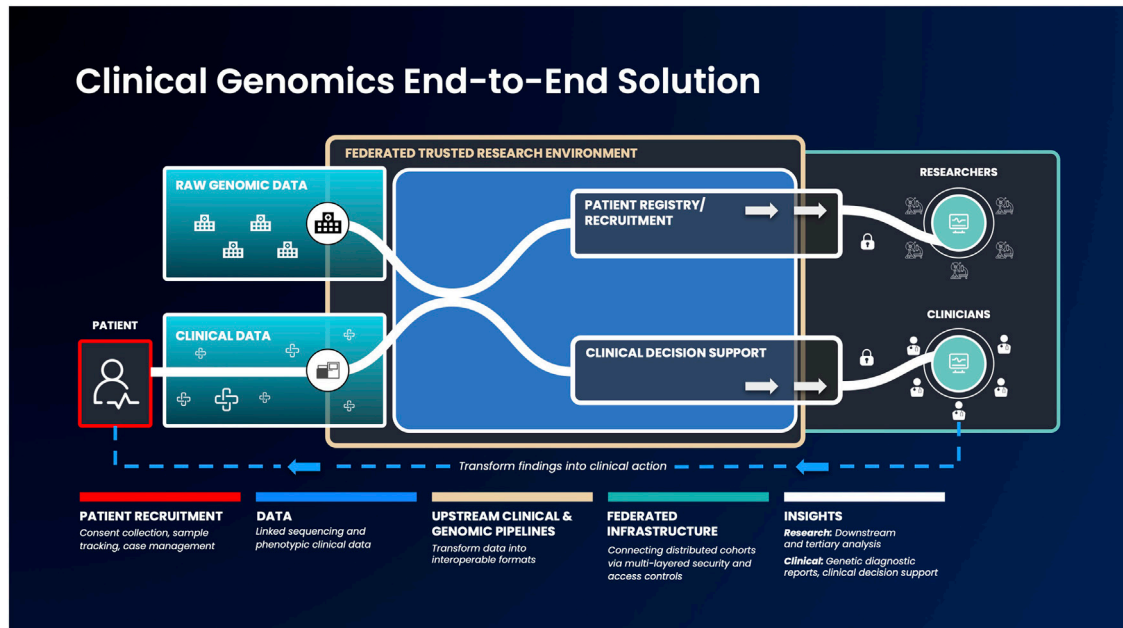 Clinical Genomics End-to-End Solution
FEDERATED TRUSTED RESEARCH ENVIRONMENT
RAW GENOMIC DATA
PATIENT REGISTRY/
RECRUITMENT
RESEARCHERS
PATIENT
CLINICAL DATA
CLINICAL DECISION SUPPORT
CLINICIANS
Transform findings into clinical action
PATIENT RECRUITMENT
Consent collection, sample
tracking, case management
DATA
Linked sequencing and
phenotypic clinical data
UPSTREAM CLINICAL &
GENOMIC PIPELINES
Transform data into
interoperable formats
FEDERATED
INFRASTRUCTURE
Connecting distributed cohorts
via multi-layered security and
access controls
INSIGHTS
Research: Downstream
and tertiary analysis
Clinical: Genetic diagnostic
reports, clinical decision support